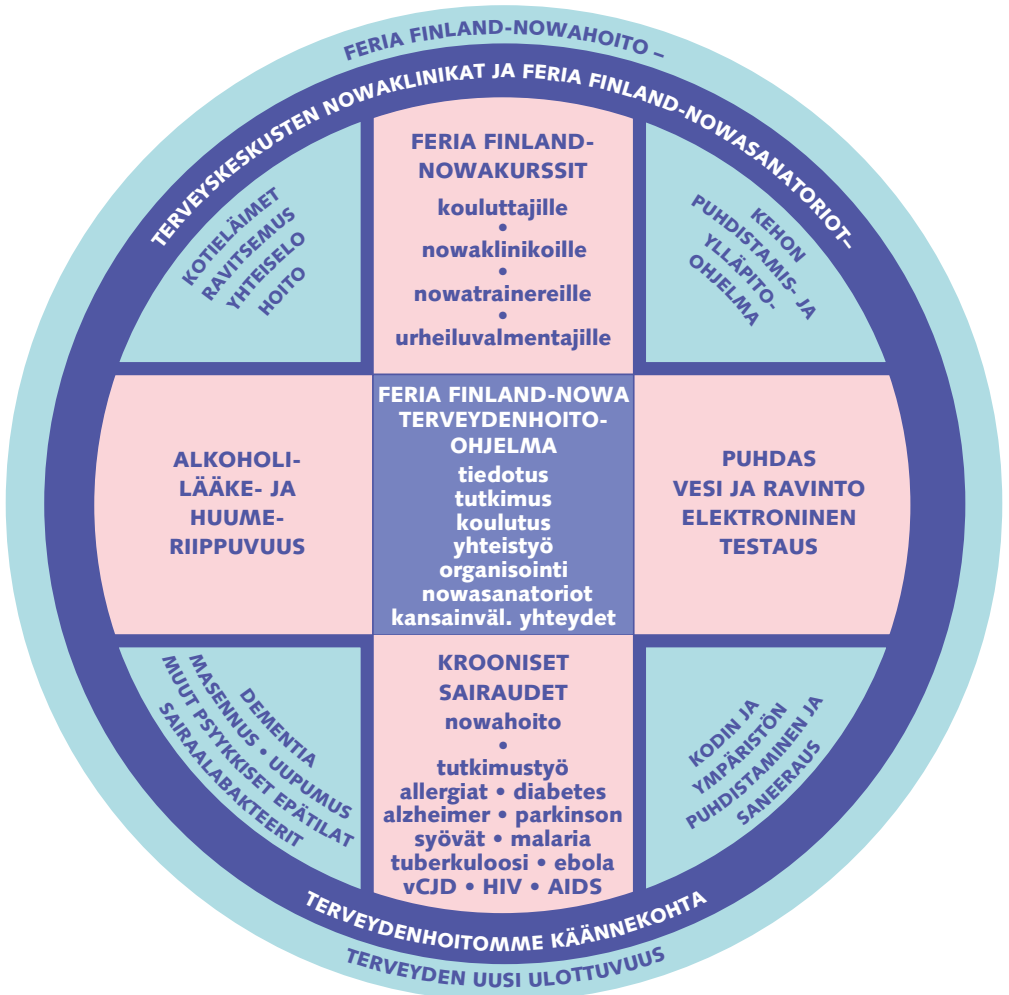 FERIA FINLAND-NOWAHOITO –
TERVEYSKESKUSTEN NOWAKLINIKAT JA FERIA FINLAND-NOWASANATORIOT–
KOTIELÄIMET
RAVITSEMUS
YHTEISELO
HOITO
FERIA FINLAND-
NOWAKURSSIT
kouluttajille
•
nowaklinikoille
•
nowatrainereille
•
urheiluvalmentajille
KEHON
PUHDISTAMIS- JA
YLLÄPITO-
OHJELMA
ALKOHOLI-
LÄÄKE- JA
HUUME-
RIIPPUVUUS
FERIA FINLAND-NOWA
TERVEYDENHOITO-
OHJELMA
tiedotus
tutkimus
koulutus
yhteistyö
organisointi
nowasanatoriot
kansainväl. yhteydet
PUHDAS
VESI JA RAVINTO
ELEKTRONINEN
TESTAUS
DEMENTIA
MASENNUS • UUPUMUS
MUUT PSYYKKISET EPÄTILAT
SAIRAALABAKTEERIT
KROONISET
SAIRAUDET
nowahoito
•
tutkimustyö
allergiat • diabetes
alzheimer • parkinson
syövät • malaria
tuberkuloosi • ebola
vCJD • HIV • AIDS
KODIN JA
YMPÄRISTÖN
PUHDISTAMINEN JA
SANEERAUS
TERVEYDENHOITOMME KÄÄNNEKOHTA
TERVEYDEN UUSI ULOTTUVUUS